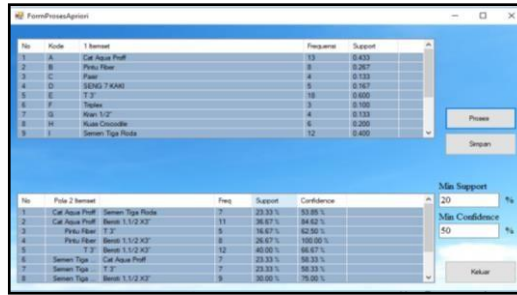 FormProsesApriori
No Kode 1 Itemset Frequensi Support
1 A Cat Aqua Proff 13 0.433
2 B Pintu Fiber 8 0.267
3 C 4 0.133
4 D SENG 7 KAKI 5 0.167
5 E T 3" 18 0.600
6 F Triplex 3 0.100
7 G Kran 1/2" 4 0.133
8 H Kuas Crocodile 6 0.200
9 I Semen Tiga Roda 12 0.400
Proses
Simpan
No Pola 2 Itemset Freq Support Confidence
1 Cat Aqua Proff Semen Tiga Roda 7 23.33 % 53.85 %
2 Cat Aqua Proff Besi 1.1/2 X3" 11 36.67 % 84.62 %
3 Pintu Fiber T 3" 5 16.67 % 62.50 %
4 Pintu Fiber Besi 1.1/2 X3" 8 26.67 % 100.00 %
5 T 3" Besi 1.1/2 X3" 12 40.00 % 66.67 %
6 Semen Tiga ... Cat Aqua Proff 7 23.33 % 58.33 %
7 Semen Tiga ... T 3" 7 23.33 % 58.33 %
8 Semen Tiga ... Besi 1.1/2 X3" 9 30.00 % 75.00 %
Min Support
20 %
Min Confidence
50 %
Keluar